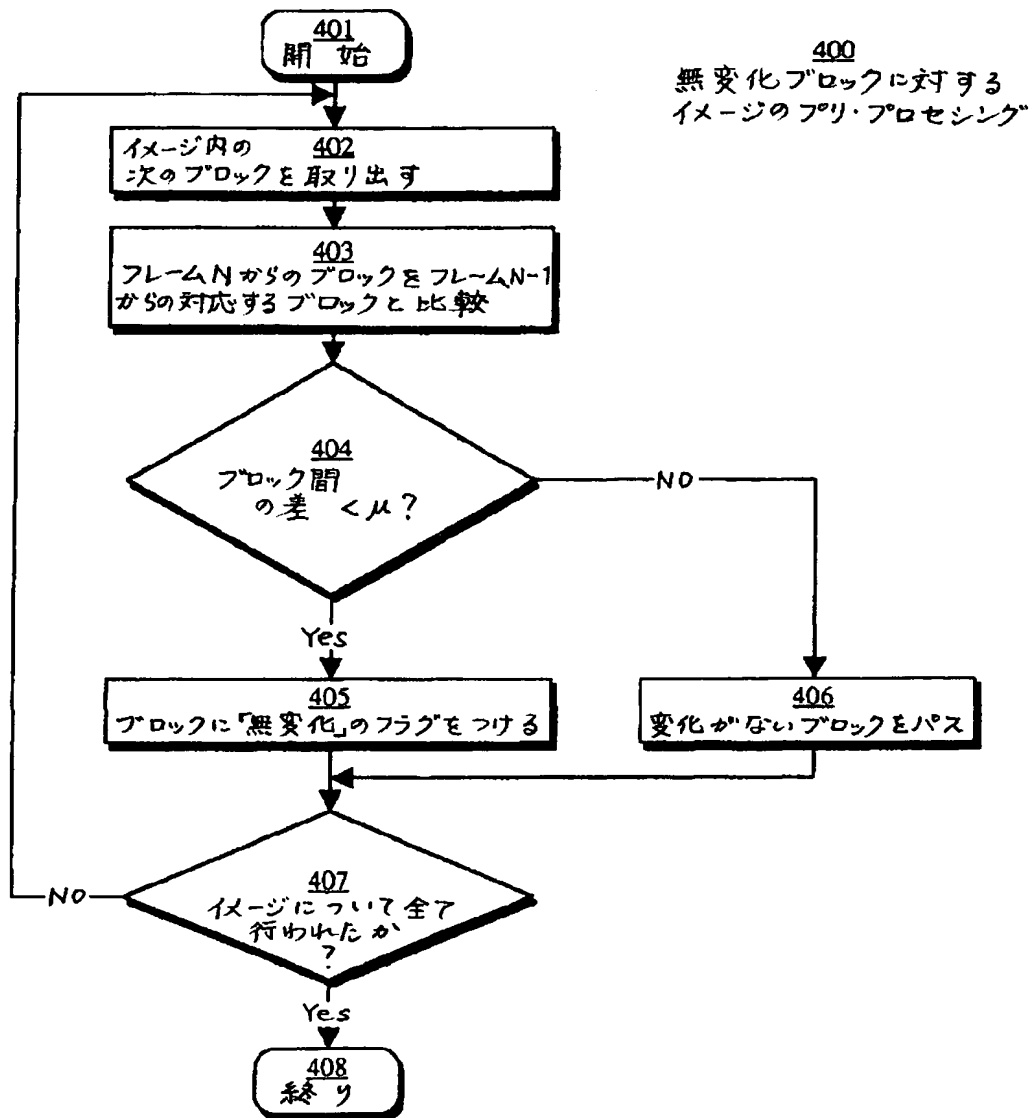 401
開始
400
無変化ブロックに対する
イメージのプリ・プロセシング
イメージ内の 402
次のブロックを取り出す
403
フレームNからのブロックをフレームN-1
からの対応するブロックと比較
404
ブロック間
の差 <μ?
NO
Yes
405
ブロックに「無変化」のフラグをつける
406
変化がないブロックをパス
407
イメージについて全て
行われたか
?
NO
Yes
408
終り